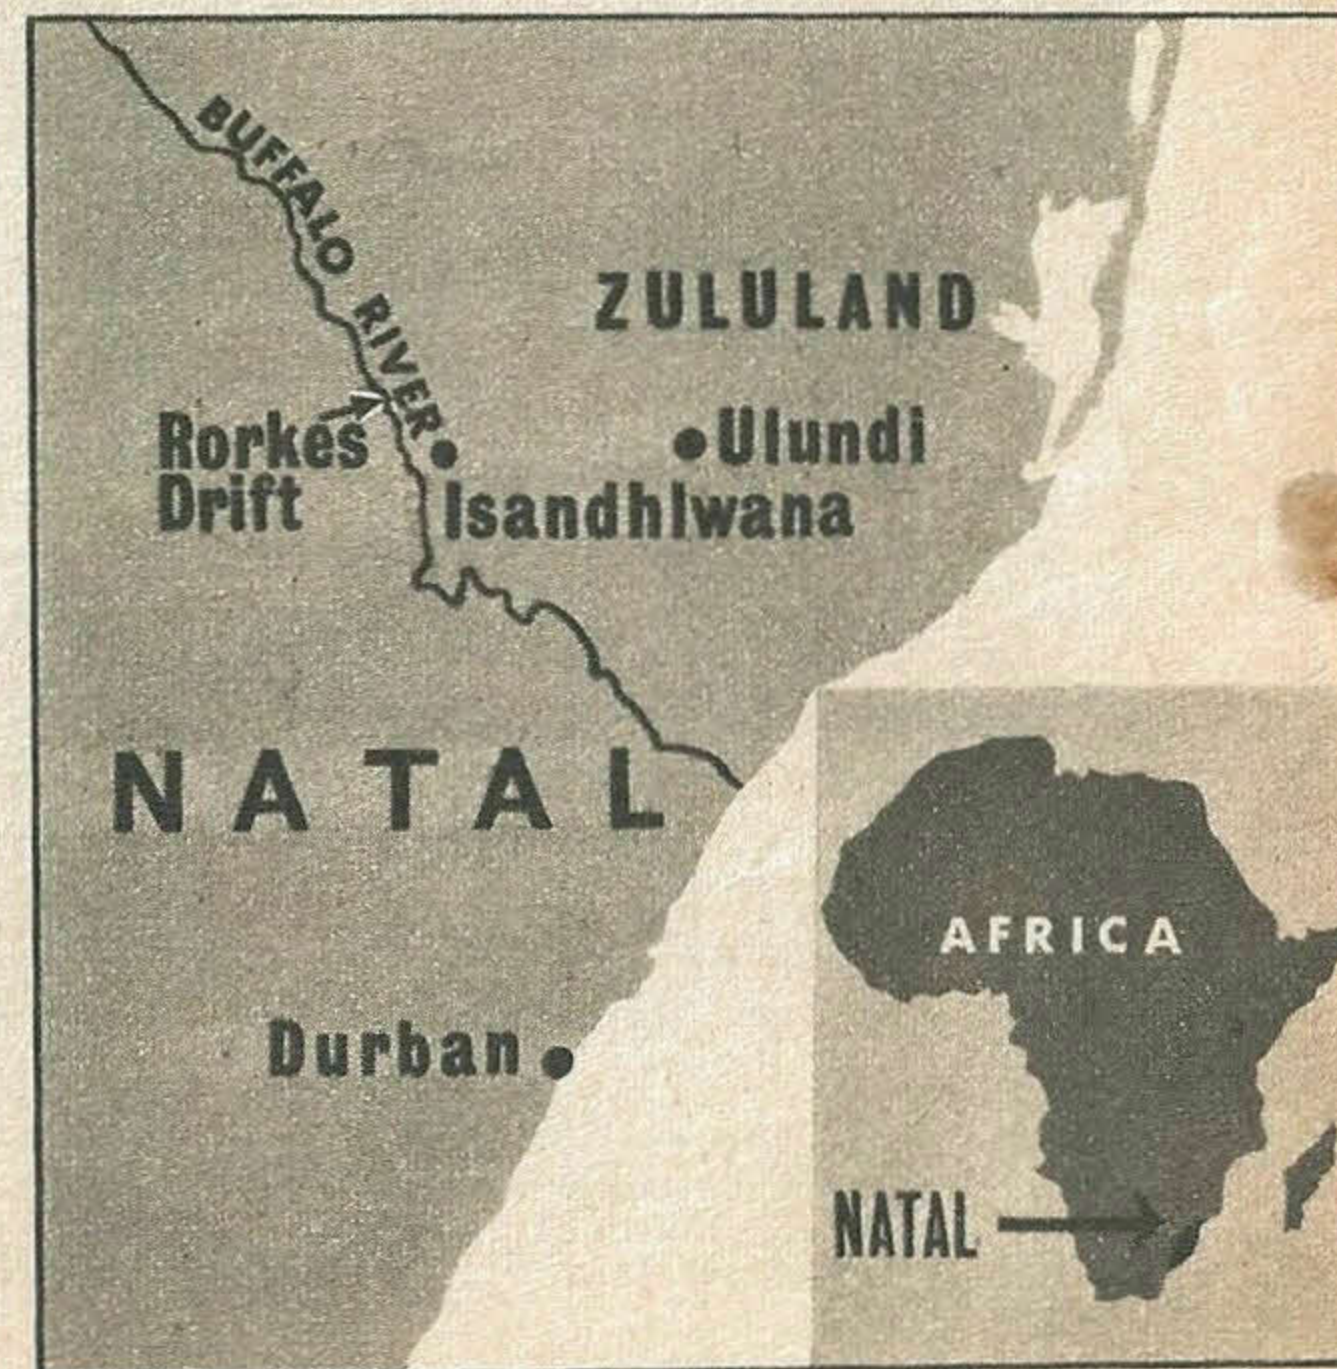 BUFFALO RIVER
ZULULAND
Rorkes
Drift
Ulundi
Isandhlwana
NATAL
AFRICA
Durban
NATAL